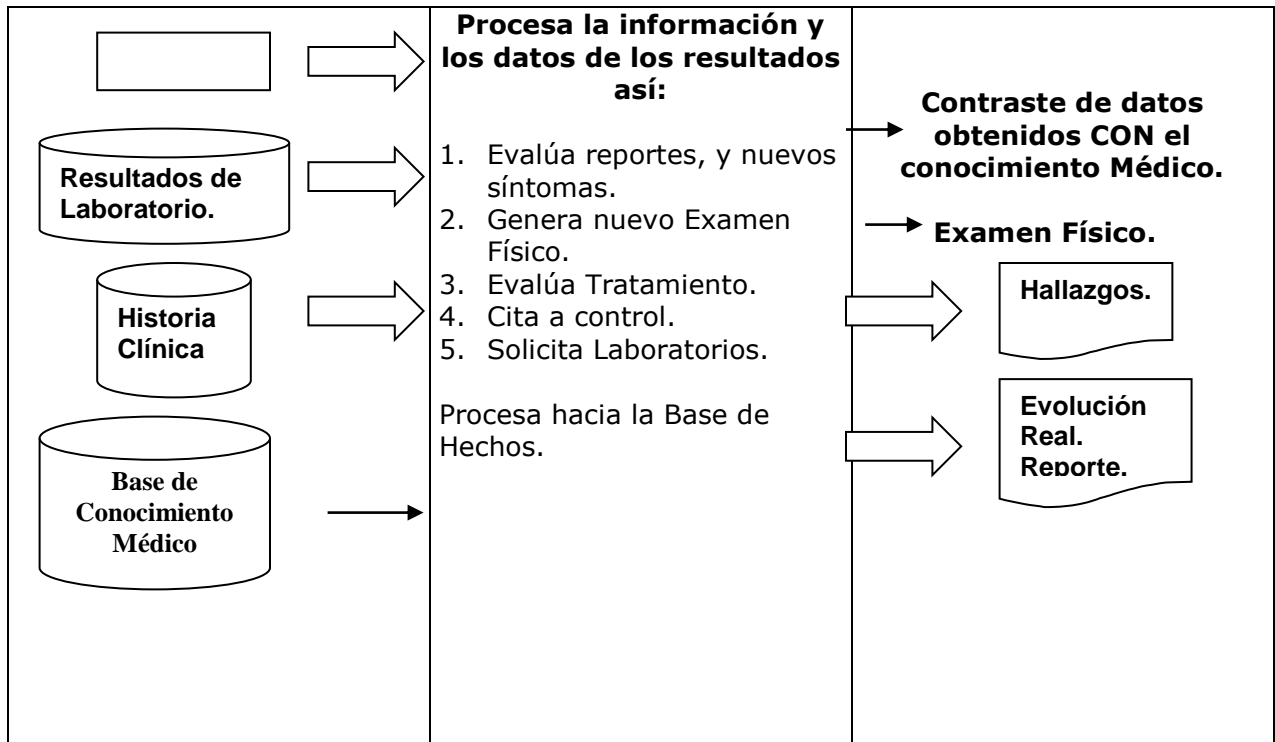 Resultados de
Laboratorio.
Historia
Clínica
Base de
Conocimiento
Médico
Procesa la información y
los datos de los resultados
así:
1. Evalúa reportes, y nuevos
síntomas.
2. Genera nuevo Examen
Físico.
3. Evalúa Tratamiento.
4. Cita a control.
5. Solicita Laboratorios.
Procesa hacia la Base de
Hechos.
Contraste de datos
obtenidos CON el
conocimiento Médico.
Examen Físico.
Hallazgos.
Evolución
Real.
Reporte.